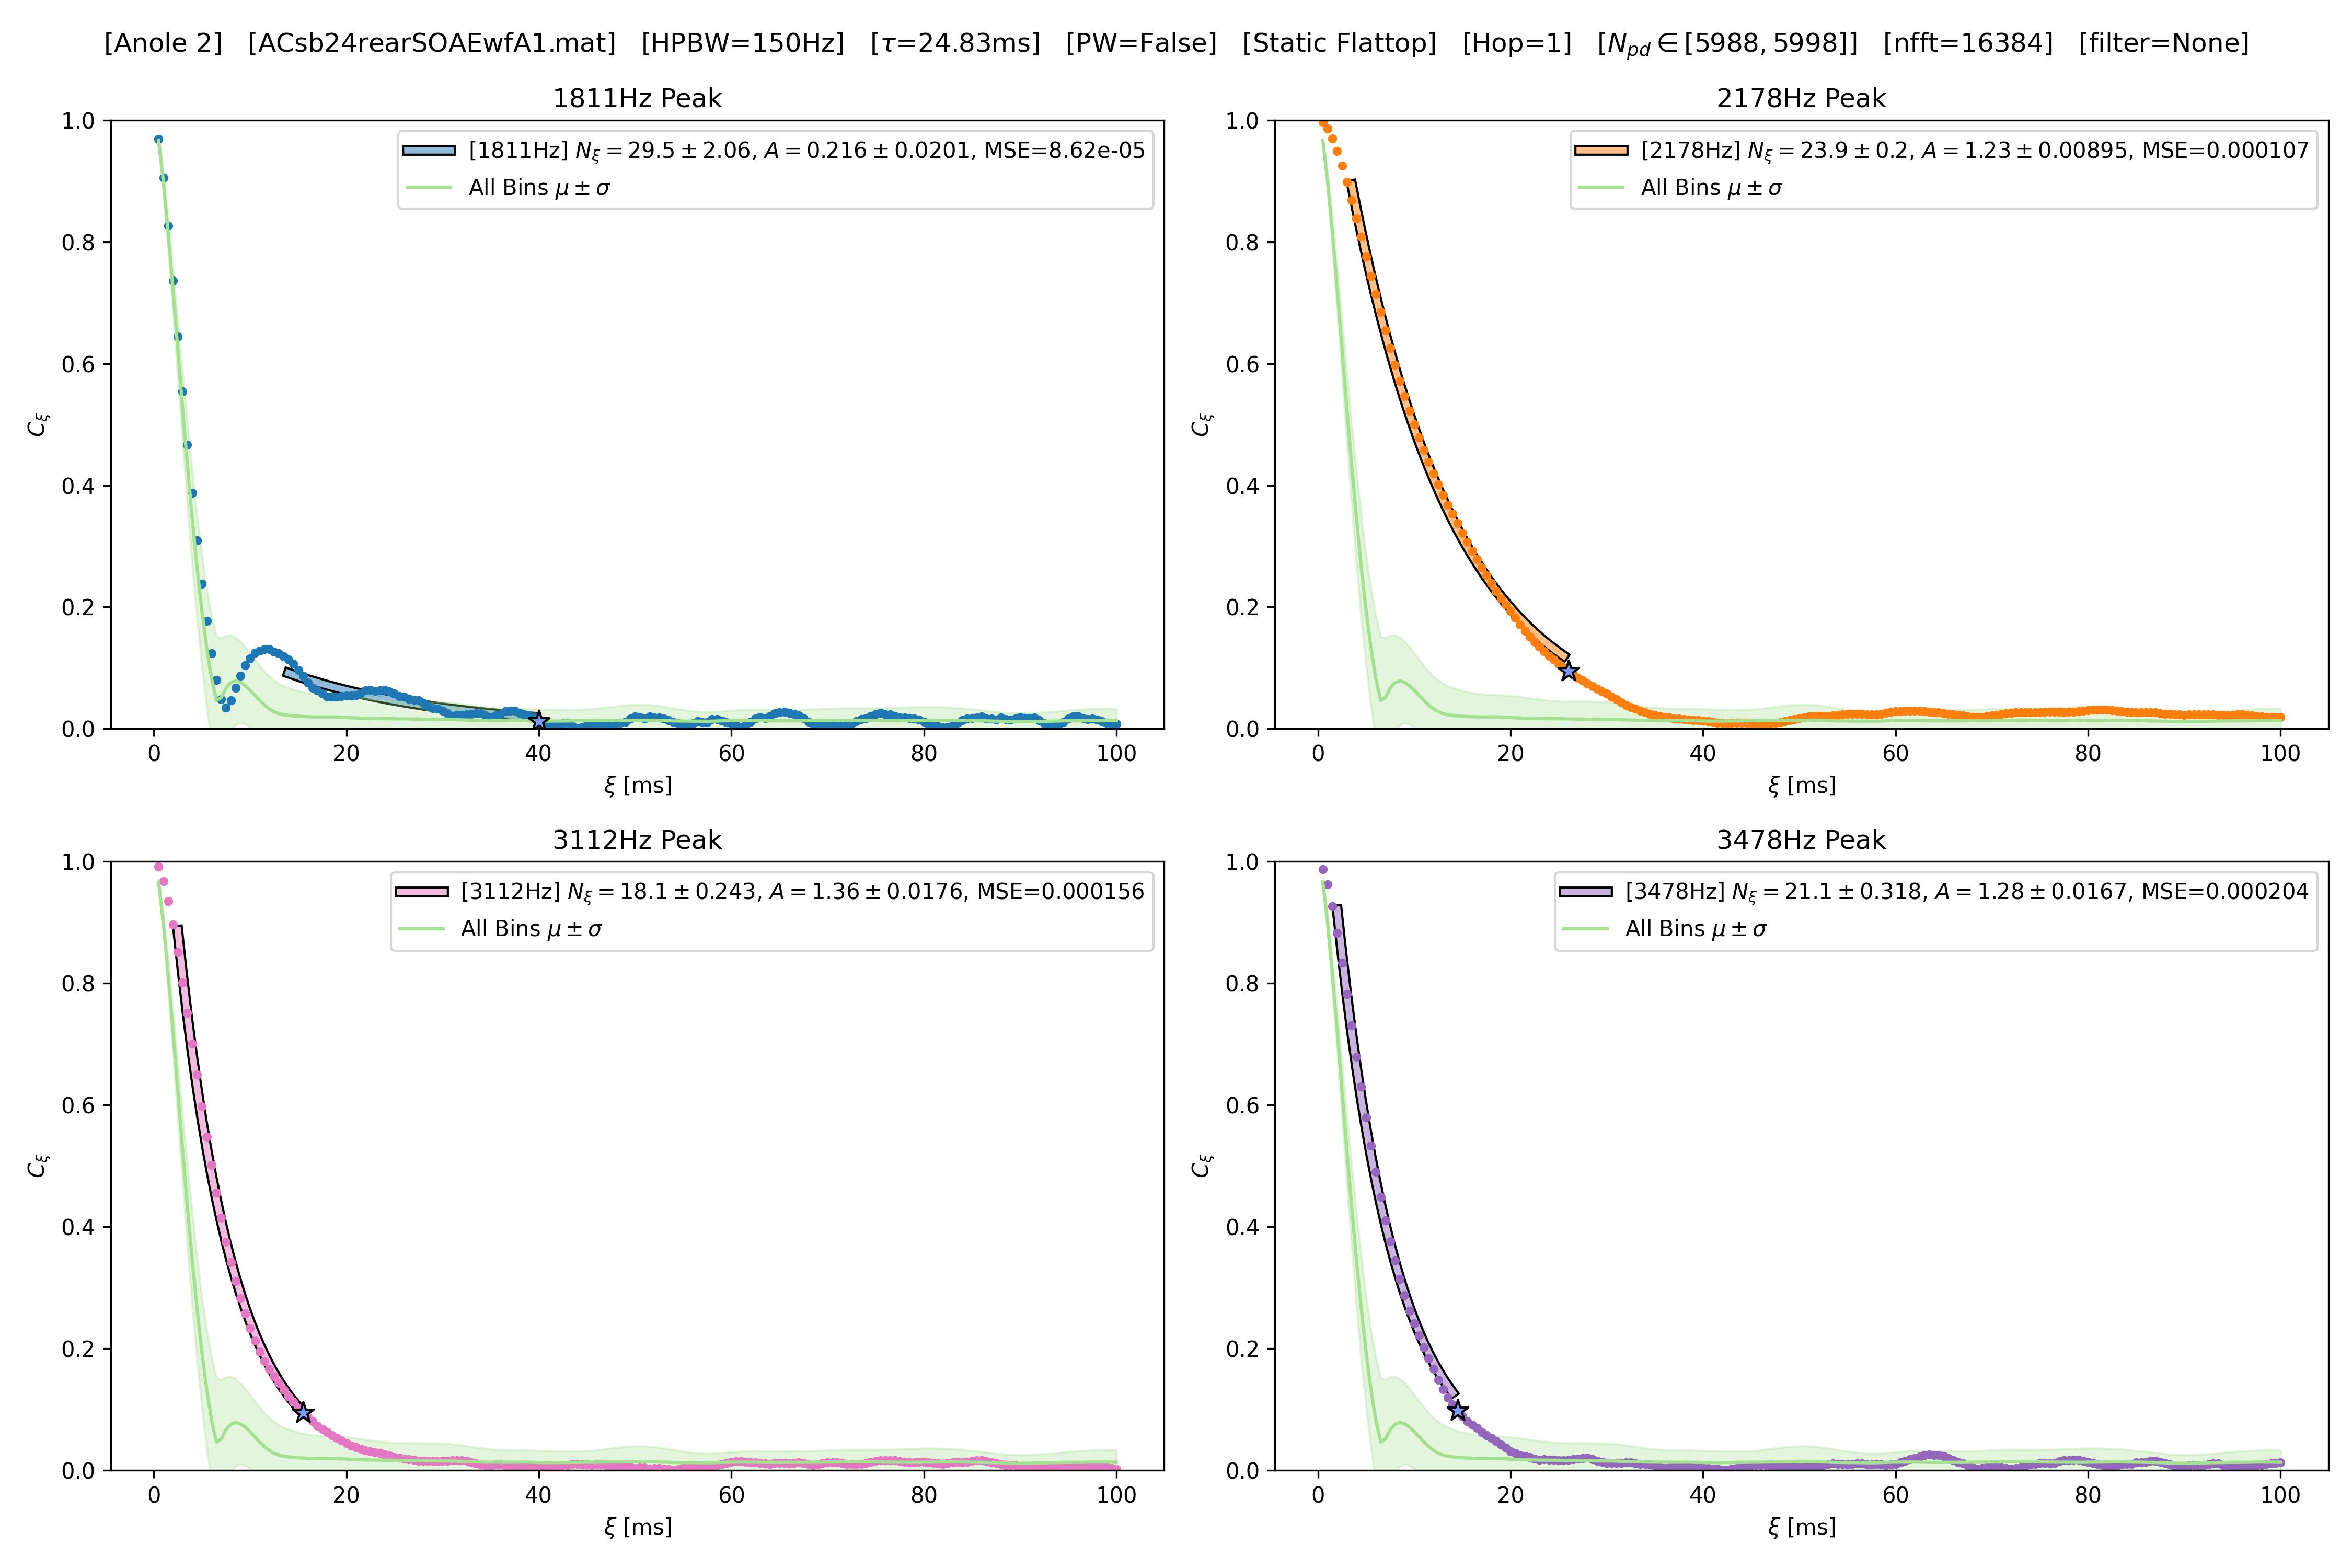 [Anole 2] [ACsb24rearSOAEwfA1.mat] [HPBW=150Hz] [τ=24.83ms] [PW=False] [Static Flattop] [Hop=1] [N_pd ∈ [5988, 5998]] [nfft=16384] [filter=None]
1811Hz Peak
[1811Hz] N_ξ = 29.5 ± 2.06, A = 0.216 ± 0.0201, MSE=8.62e-05
All Bins μ ± σ
1.0
0.8
0.6
0.4
0.2
0.0
C_ξ
0 20 40 60 80 100
ξ [ms]
2178Hz Peak
[2178Hz] N_ξ = 23.9 ± 0.2, A = 1.23 ± 0.00895, MSE=0.000107
All Bins μ ± σ
1.0
0.8
0.6
0.4
0.2
0.0
C_ξ
0 20 40 60 80 100
ξ [ms]
3112Hz Peak
[3112Hz] N_ξ = 18.1 ± 0.243, A = 1.36 ± 0.0176, MSE=0.000156
All Bins μ ± σ
1.0
0.8
0.6
0.4
0.2
0.0
C_ξ
0 20 40 60 80 100
ξ [ms]
3478Hz Peak
[3478Hz] N_ξ = 21.1 ± 0.318, A = 1.28 ± 0.0167, MSE=0.000204
All Bins μ ± σ
1.0
0.8
0.6
0.4
0.2
0.0
C_ξ
0 20 40 60 80 100
ξ [ms]